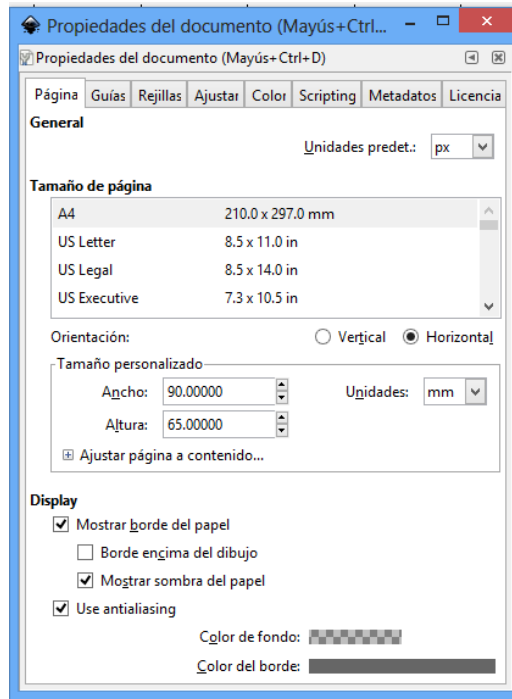 Propiedades del documento (Mayús+Ctrl...
Propiedades del documento (Mayús+Ctrl+D)
Página Guías Rejillas Ajustar Color Scripting Metadatos Licencia
General
Unidades predet.: px
Tamaño de página
A4 210.0 x 297.0 mm
US Letter 8.5 x 11.0 in
US Legal 8.5 x 14.0 in
US Executive 7.3 x 10.5 in
Orientación: Vertical Horizontal
Tamaño personalizado
Ancho: 90.00000 Unidades: mm
Altura: 65.00000
Ajustar página a contenido...
Display
Mostrar borde del papel
Borde encima del dibujo
Mostrar sombra del papel
Use antialiasing
Color de fondo:
Color del borde: